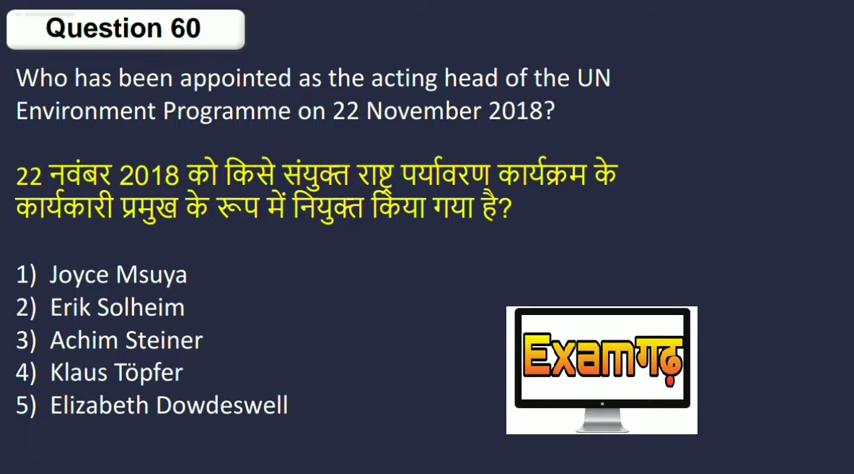 Question 60
Who has been appointed as the acting head of the UN
Environment Programme on 22 November 2018?
22 नवंबर 2018 को किसे संयुक्त राष्ट्र पर्यावरण कार्यक्रम के
कार्यकारी प्रमुख के रूप में नियुक्त किया गया है?
1) Joyce Msuya
2) Erik Solheim
3) Achim Steiner
4) Klaus Töpfer
5) Elizabeth Dowdeswell
Examगढ़